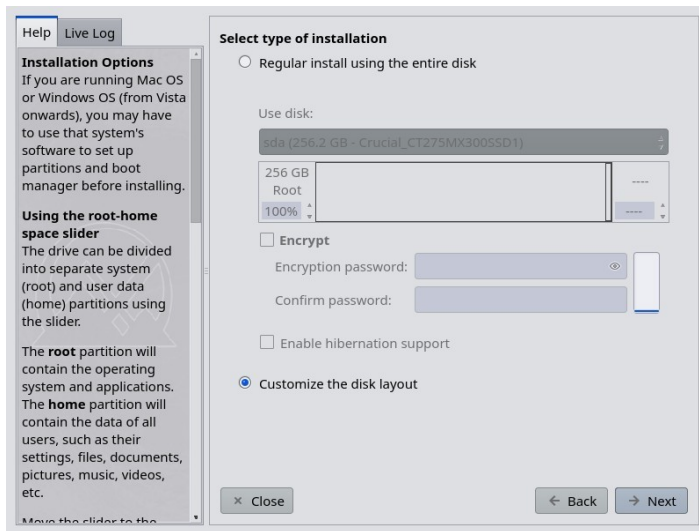 Help
Live Log
Installation Options
If you are running Mac OS
or Windows OS (from Vista
onwards), you may have
to use that system's
software to set up
partitions and boot
manager before installing.
Using the root-home
space slider
The drive can be divided
into separate system
(root) and user data
(home) partitions using
the slider.
The root partition will
contain the operating
system and applications.
The home partition will
contain the data of all
users, such as their
settings, files, documents,
pictures, music, videos,
etc.
Move the slider to the
Select type of installation
Regular install using the entire disk
Use disk:
sda (256.2 GB - Crucial_CT275MX300SSD1)
256 GB
Root
100%
----
----
Encrypt
Encryption password:
Confirm password:
Enable hibernation support
Customize the disk layout
Close
Back
Next